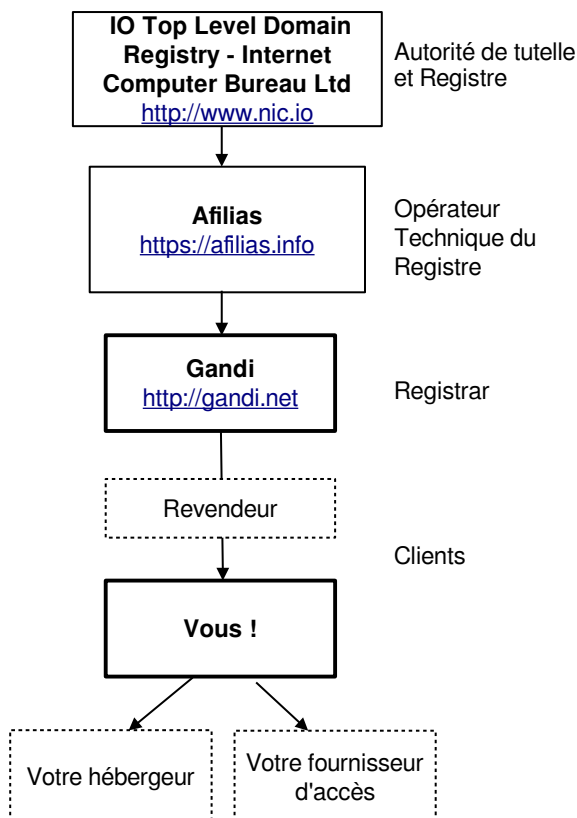 IO Top Level Domain
Registry - Internet
Computer Bureau Ltd
http://www.nic.io
Autorité de tutelle
et Registre
Afilias
https://afilias.info
Opérateur
Technique du
Registre
Gandi
http://gandi.net
Registrar
Revendeur
Clients
Vous !
Votre hébergeur
Votre fournisseur
d'accès